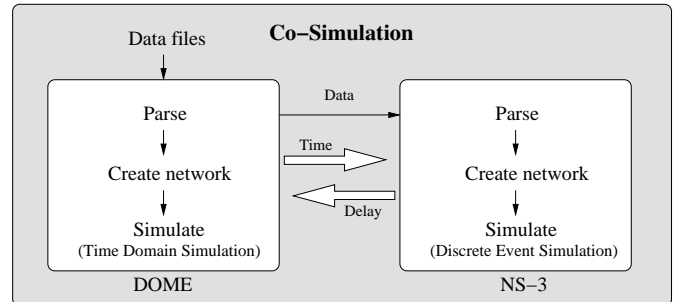 Co−Simulation
Data files
Parse
Create network
Simulate
(Time Domain Simulation)
DOME
Data
Time
Delay
Parse
Create network
Simulate
(Discrete Event Simulation)
NS−3